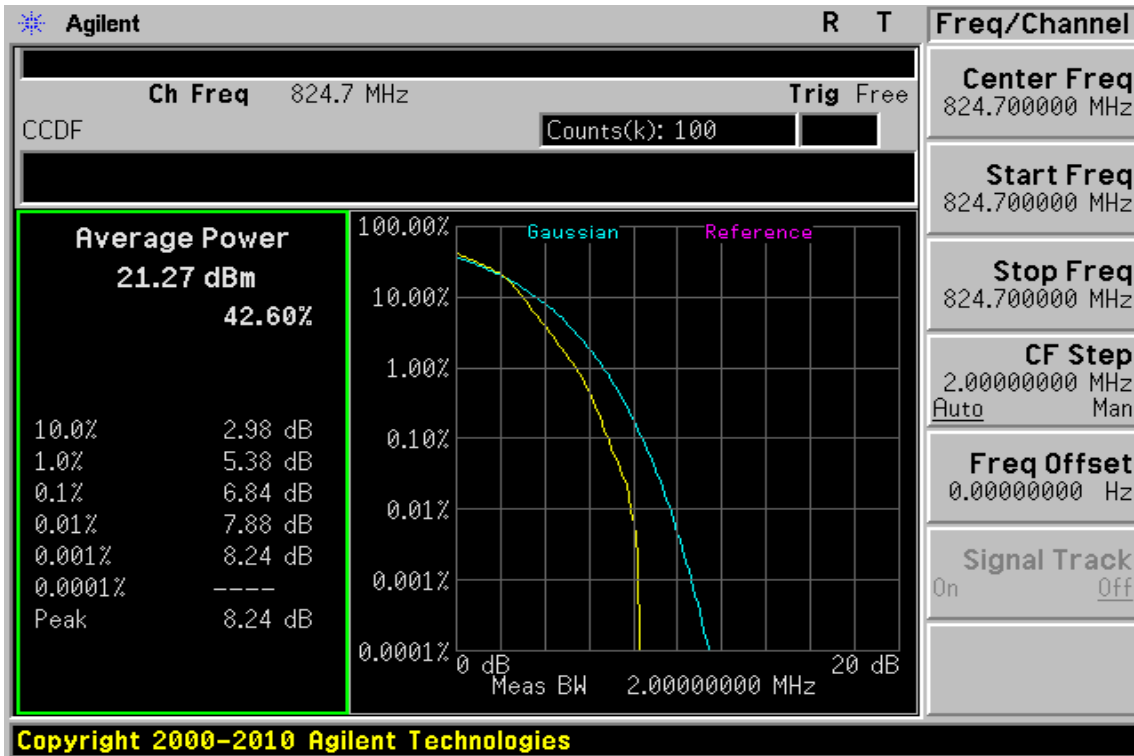 Agilent R T
Ch Freq 824.7 MHz Trig Free
CCDF Counts(k): 100
Average Power
21.27 dBm
42.60%
10.0% 2.98 dB
1.0% 5.38 dB
0.1% 6.84 dB
0.01% 7.88 dB
0.001% 8.24 dB
0.0001% ----
Peak 8.24 dB
Gaussian Reference
100.00%
10.00%
1.00%
0.10%
0.01%
0.001%
0.0001%
0 dB 20 dB
Meas BW 2.00000000 MHz
Freq/Channel
Center Freq
824.700000 MHz
Start Freq
824.700000 MHz
Stop Freq
824.700000 MHz
CF Step
2.00000000 MHz
Auto Man
Freq Offset
0.00000000 Hz
Signal Track
On Off
Copyright 2000-2010 Agilent Technologies